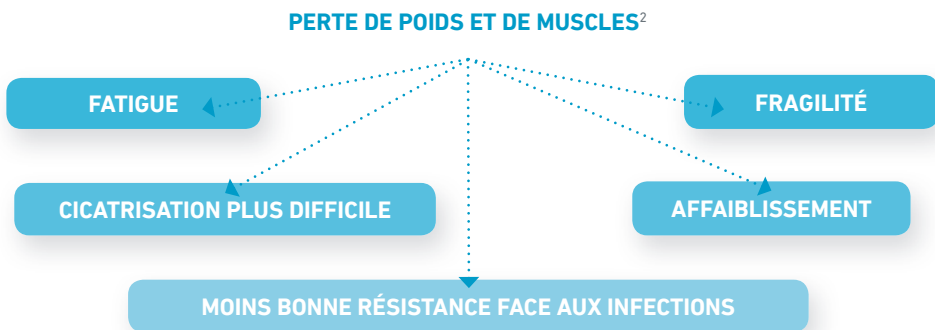 PERTE DE POIDS ET DE MUSCLES²
FATIGUE
FRAGILITÉ
CICATRISATION PLUS DIFFICILE
AFFAIBLISSEMENT
MOINS BONNE RÉSISTANCE FACE AUX INFECTIONS